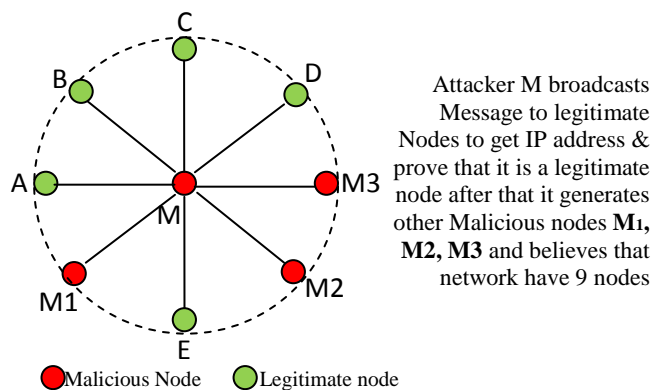 C
B
D
Attacker M broadcasts
Message to legitimate
Nodes to get IP address &
prove that it is a legitimate
node after that it generates
other Malicious nodes M1,
M2, M3 and believes that
network have 9 nodes
A
M
M3
M1
M2
E
Malicious Node
Legitimate node